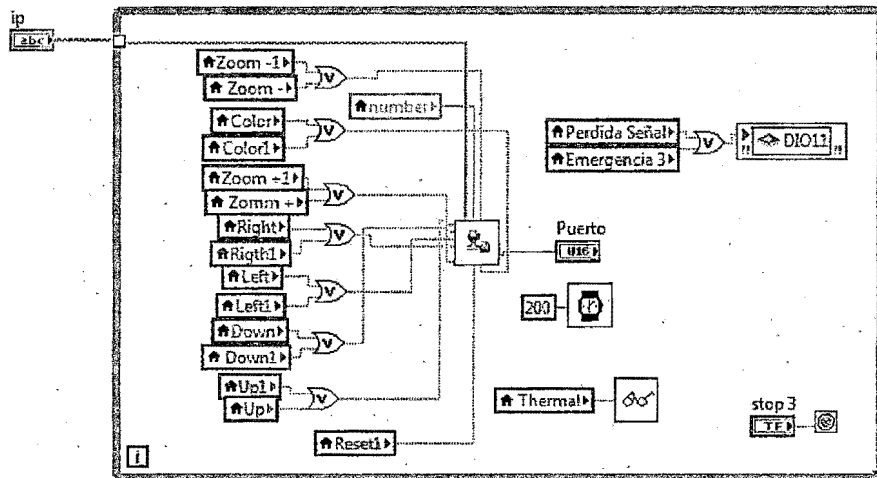 ip
abc
Zoom -1
Zoom -
number
Color
Color1
Zoom +1
Zomm +
Right
Rigth1
Left
Left1
Down
Down1
Up1
Up
Reset1
Perdida Señal
Emergencia 3
DIO11
Puerto
U16
200
Thermal
stop 3
TF
i